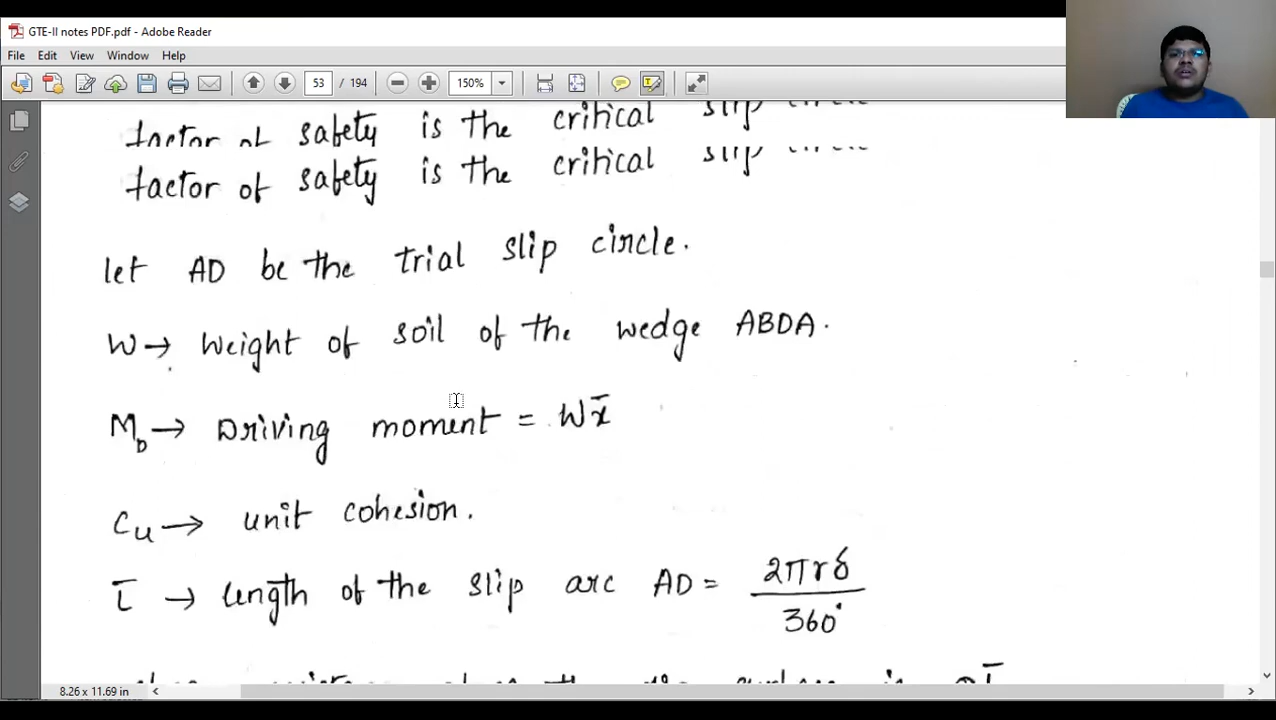 GTE-II notes PDF.pdf - Adobe Reader
File Edit View Window Help
53 / 194 150%
factor of safety is the critical slip
factor of safety is the critical slip
let AD be the trial slip circle.
W → Weight of soil of the wedge ABDA.
M_D → Driving moment = Wx̄
C_u → unit cohesion.
L̄ → length of the slip arc AD = 2πrδ / 360°
8.26 x 11.69 in